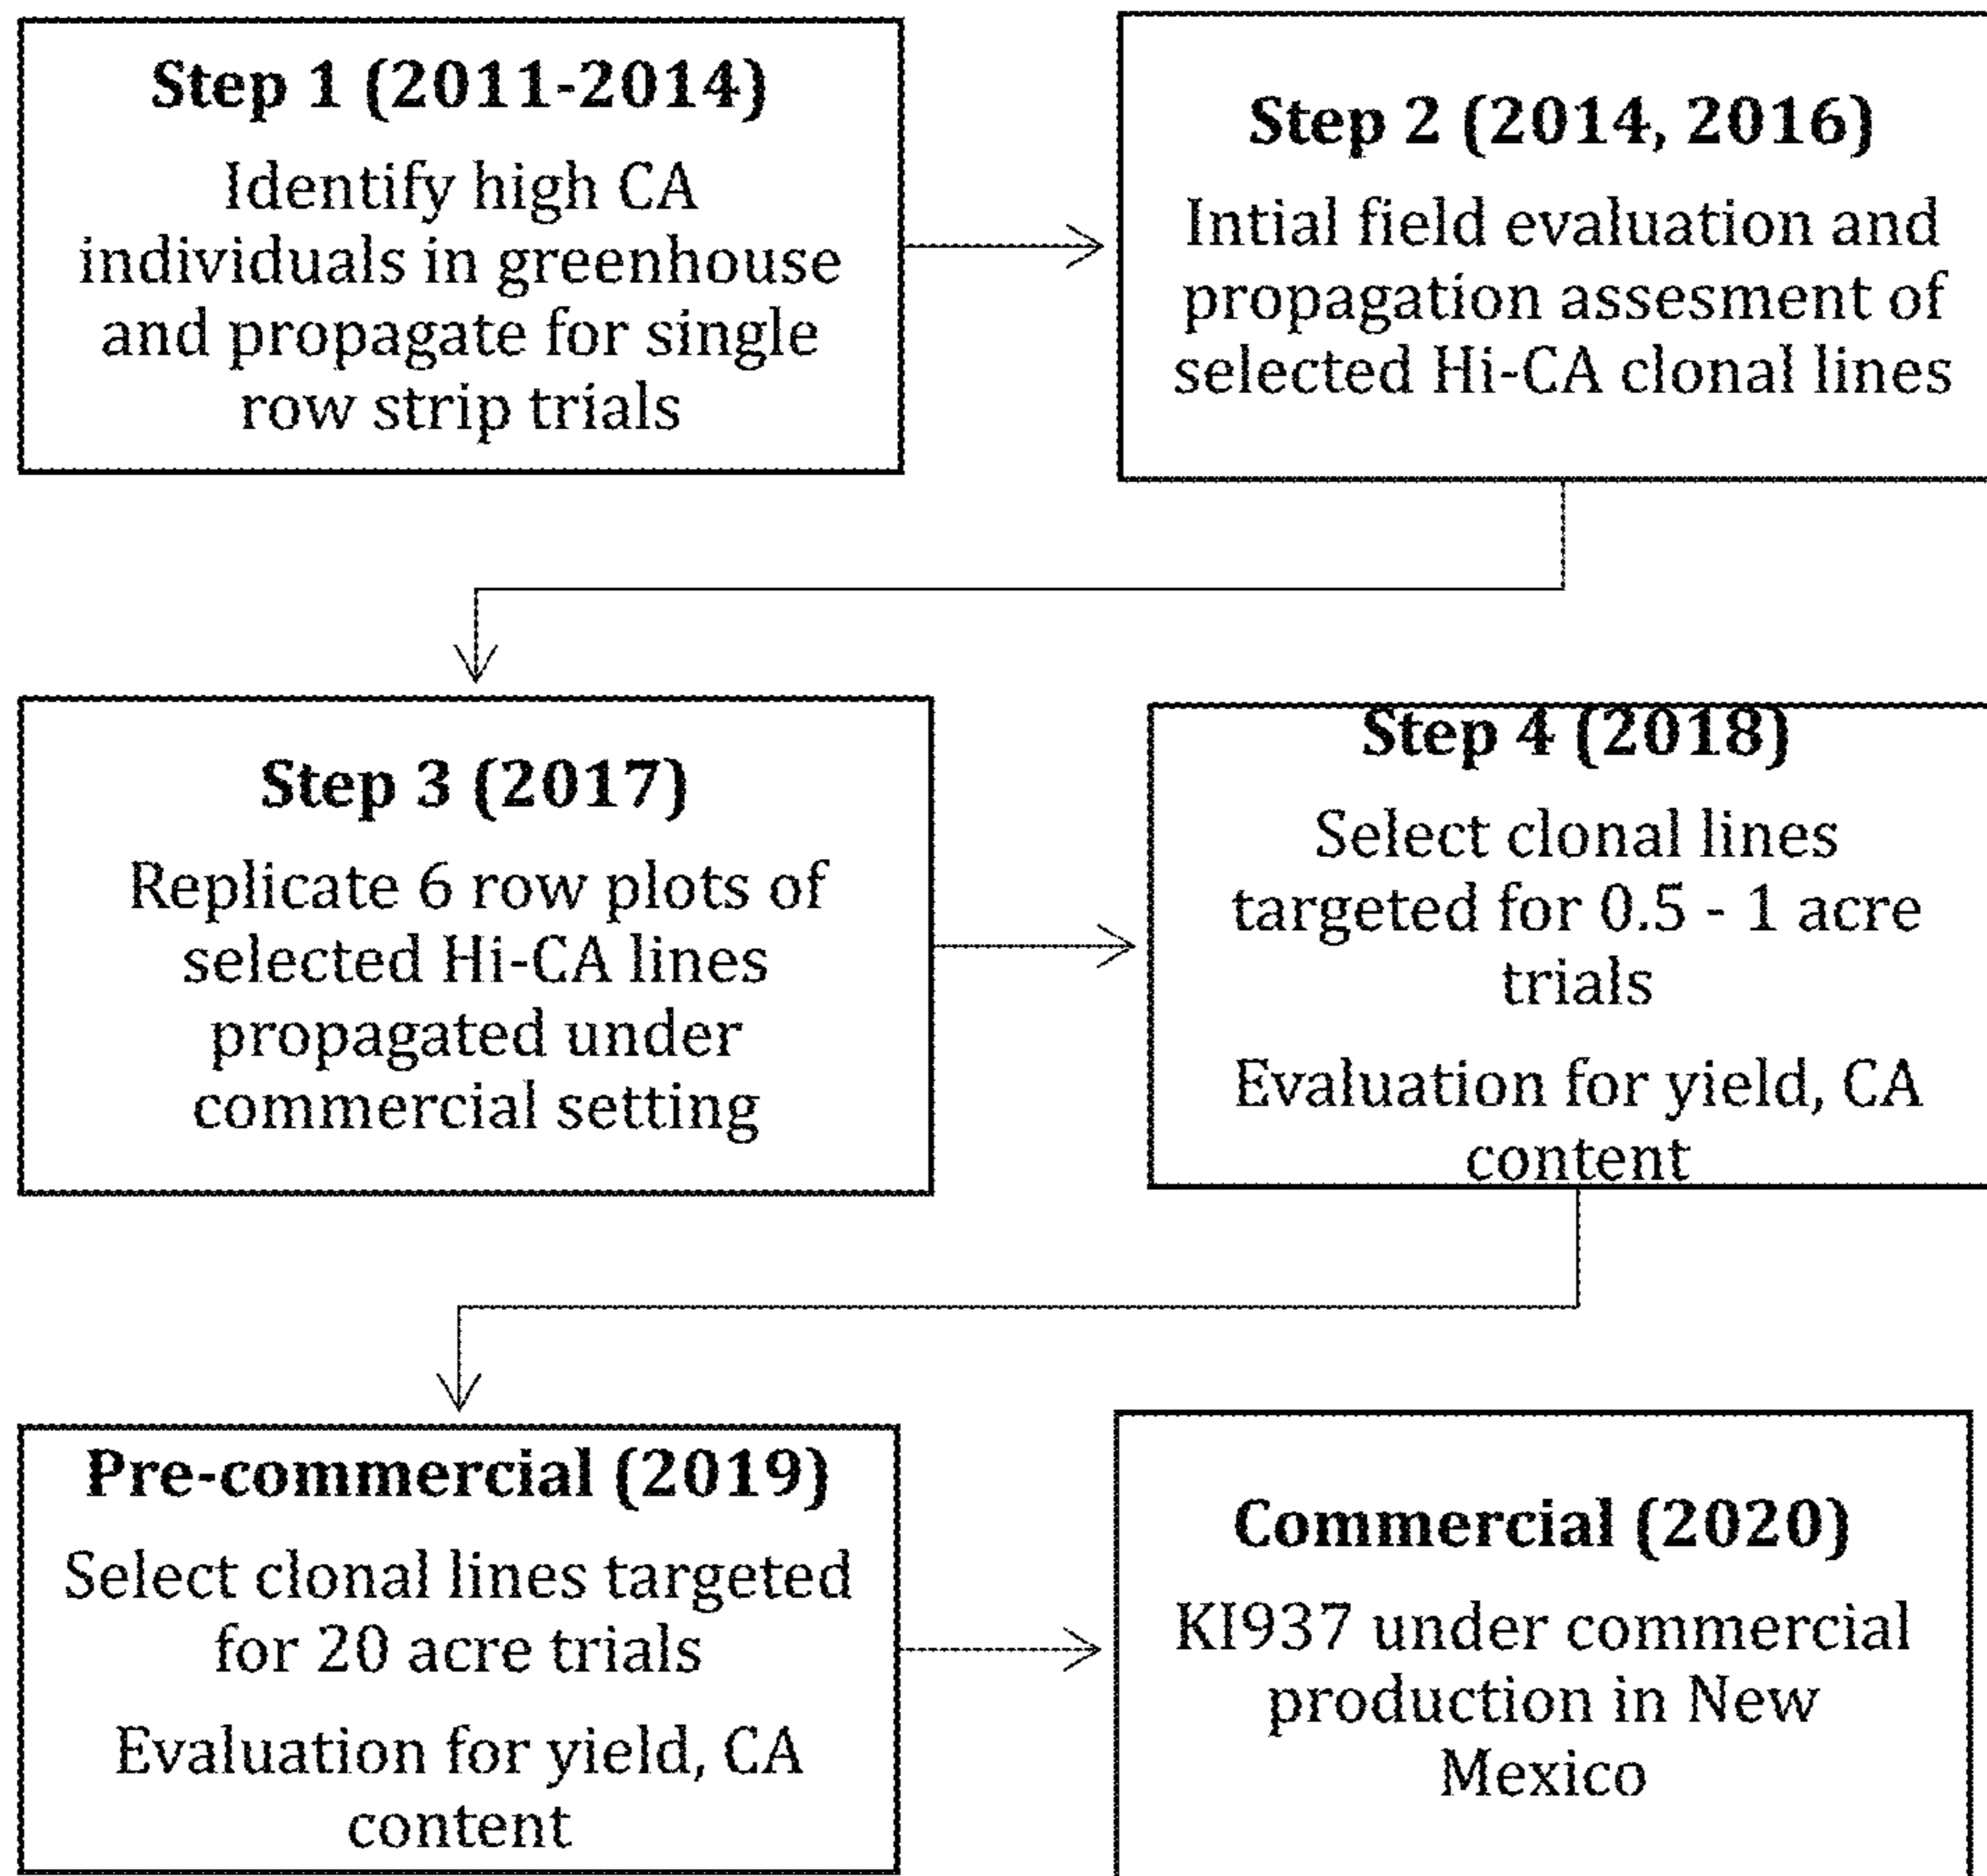 Step 1 (2011-2014)
Identify high CA
individuals in greenhouse
and propagate for single
row strip trials
Step 2 (2014, 2016)
Intial field evaluation and
propagation assesment of
selected Hi-CA clonal lines
Step 3 (2017)
Replicate 6 row plots of
selected Hi-CA lines
propagated under
commercial setting
Step 4 (2018)
Select clonal lines
targeted for 0.5 - 1 acre
trials
Evaluation for yield, CA
content
Pre-commercial (2019)
Select clonal lines targeted
for 20 acre trials
Evaluation for yield, CA
content
Commercial (2020)
KI937 under commercial
production in New
Mexico